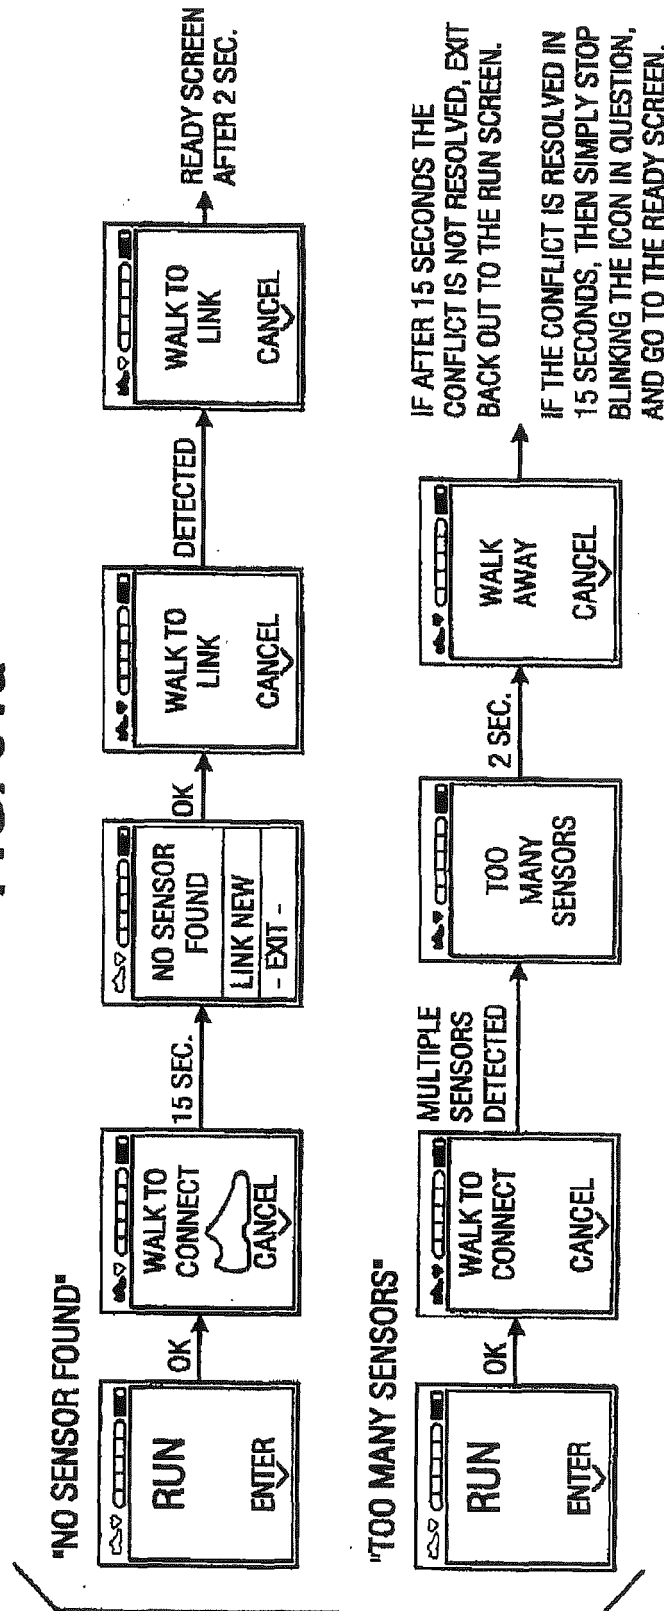 "NO SENSOR FOUND"
RUN
ENTER
OK
WALK TO
CONNECT
CANCEL
15 SEC.
NO SENSOR
FOUND
LINK NEW
- EXIT -
OK
WALK TO
LINK
CANCEL
DETECTED
WALK TO
LINK
CANCEL
READY SCREEN
AFTER 2 SEC.
"TOO MANY SENSORS"
RUN
ENTER
OK
WALK TO
CONNECT
CANCEL
MULTIPLE
SENSORS
DETECTED
TOO
MANY
SENSORS
2 SEC.
WALK
AWAY
CANCEL
IF AFTER 15 SECONDS THE
CONFLICT IS NOT RESOLVED, EXIT
BACK OUT TO THE RUN SCREEN.
IF THE CONFLICT IS RESOLVED IN
15 SECONDS, THEN SIMPLY STOP
BLINKING THE ICON IN QUESTION,
AND GO TO THE READY SCREEN.